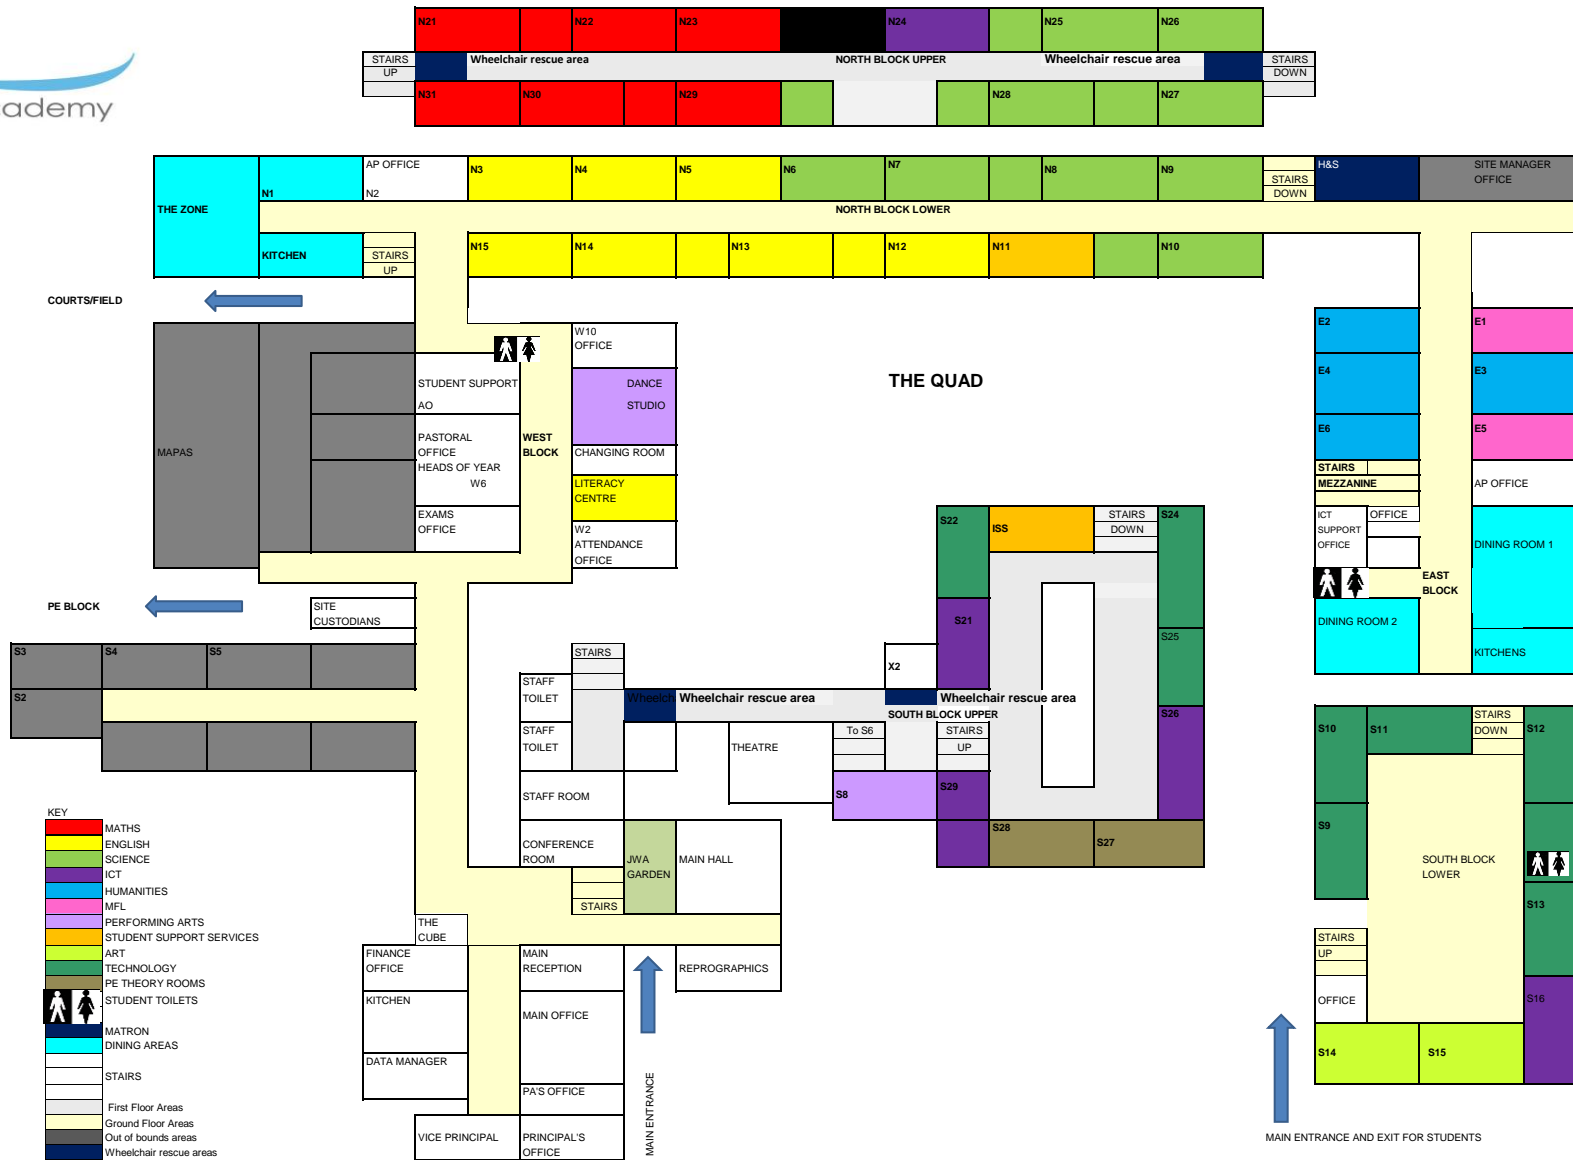 N21
N22
N23
N24
N25
N26
STAIRS
UP
Wheelchair rescue area
NORTH BLOCK UPPER
Wheelchair rescue area
STAIRS
DOWN
N31
N30
N29
N28
N27
ademy
THE ZONE
N1
AP OFFICE
N2
N3
N4
N5
N6
N7
N8
N9
STAIRS
DOWN
H&S
SITE MANAGER
OFFICE
NORTH BLOCK LOWER
KITCHEN
STAIRS
UP
N15
N14
N13
N12
N11
N10
COURTS/FIELD
MAPAS
STUDENT SUPPORT
AO
PASTORAL
OFFICE
HEADS OF YEAR
W6
EXAMS
OFFICE
WEST
BLOCK
W10
OFFICE
DANCE
STUDIO
CHANGING ROOM
LITERACY
CENTRE
W2
ATTENDANCE
OFFICE
THE QUAD
E2
E1
E4
E3
E6
E5
STAIRS
MEZZANINE
AP OFFICE
ICT
SUPPORT
OFFICE
OFFICE
DINING ROOM 1
EAST
BLOCK
DINING ROOM 2
KITCHENS
PE BLOCK
SITE
CUSTODIANS
S3
S4
S5
S2
S22
ISS
STAIRS
DOWN
S24
S21
S25
X2
STAIRS
STAFF
TOILET
Wheelch
Wheelchair rescue area
Wheelchair rescue area
SOUTH BLOCK UPPER
S26
STAFF
TOILET
THEATRE
To S6
STAIRS
UP
STAFF ROOM
S8
S29
S28
S27
CONFERENCE
ROOM
JWA
GARDEN
MAIN HALL
STAIRS
THE
CUBE
FINANCE
OFFICE
MAIN
RECEPTION
REPROGRAPHICS
KITCHEN
MAIN OFFICE
DATA MANAGER
PA'S OFFICE
VICE PRINCIPAL
PRINCIPAL'S
OFFICE
MAIN ENTRANCE
S10
S11
STAIRS
DOWN
S12
S9
SOUTH BLOCK
LOWER
S13
STAIRS
UP
OFFICE
S16
S14
S15
MAIN ENTRANCE AND EXIT FOR STUDENTS
KEY
MATHS
ENGLISH
SCIENCE
ICT
HUMANITIES
MFL
PERFORMING ARTS
STUDENT SUPPORT SERVICES
ART
TECHNOLOGY
PE THEORY ROOMS
STUDENT TOILETS
MATRON
DINING AREAS
STAIRS
First Floor Areas
Ground Floor Areas
Out of bounds areas
Wheelchair rescue areas